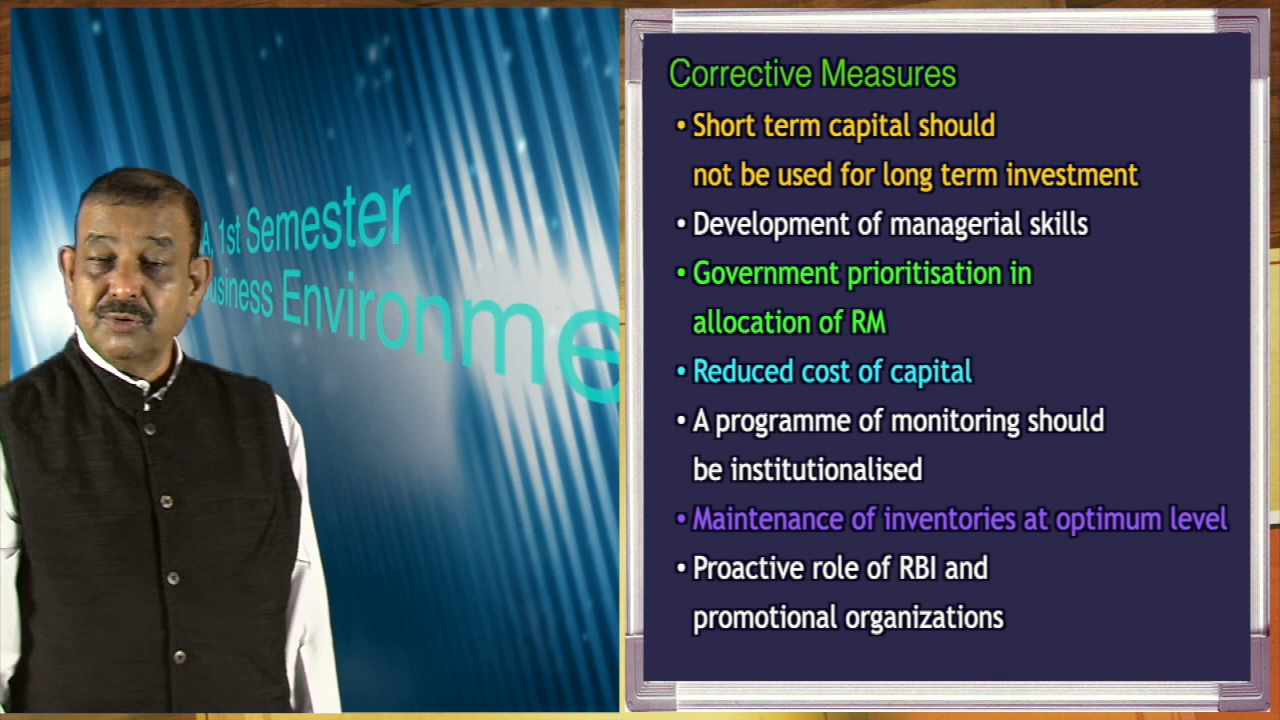 A, 1st Semester
Business Environme
Corrective Measures
• Short term capital should
not be used for long term investment
• Development of managerial skills
• Government prioritisation in
allocation of RM
• Reduced cost of capital
• A programme of monitoring should
be institutionalised
• Maintenance of inventories at optimum level
• Proactive role of RBI and
promotional organizations